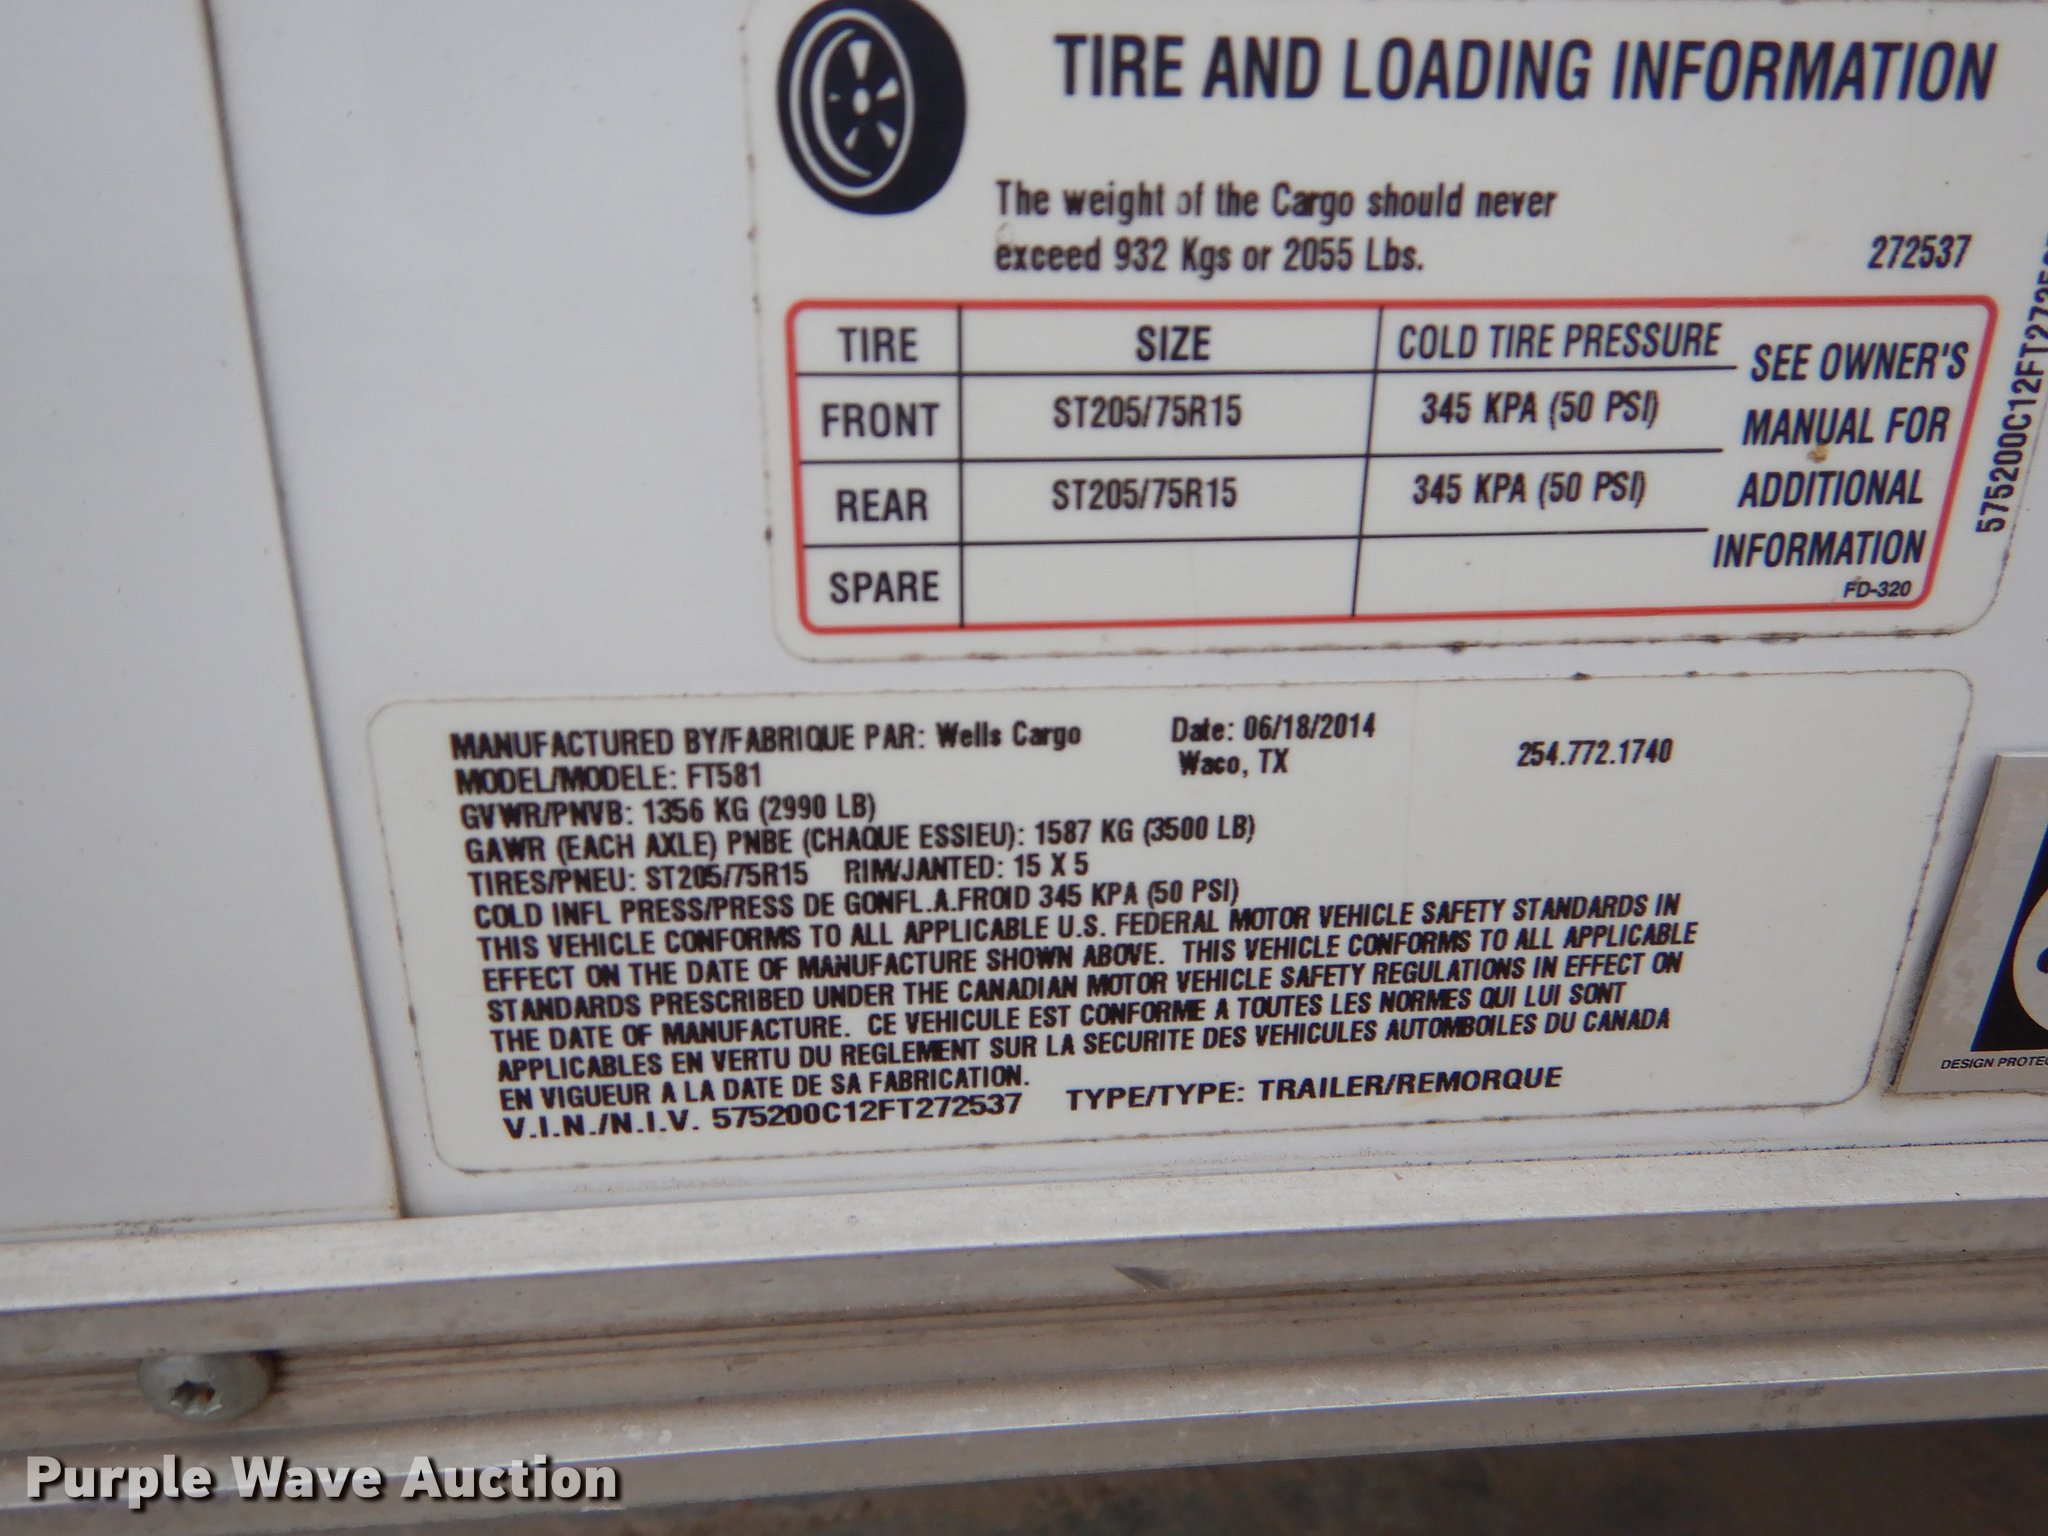 TIRE AND LOADING INFORMATION
The weight of the Cargo should never
exceed 932 Kgs or 2055 Lbs.
272537
TIRE SIZE COLD TIRE PRESSURE
FRONT ST205/75R15 345 KPA (50 PSI)
REAR ST205/75R15 345 KPA (50 PSI)
SPARE
SEE OWNER'S
MANUAL FOR
ADDITIONAL
INFORMATION
FD-320
MANUFACTURED BY/FABRIQUE PAR: Wells Cargo Date: 06/18/2014
Waco, TX
254.772.1740
MODEL/MODELE: FT581
GVWR/PNVB: 1356 KG (2990 LB)
GAWR (EACH AXLE) PNBE (CHAQUE ESSIEU): 1587 KG (3500 LB)
TIRES/PNEU: ST205/75R15 RIM/JANTED: 15 X 5
COLD INFL PRESS/PRESS DE GONFL.A.FROID 345 KPA (50 PSI)
THIS VEHICLE CONFORMS TO ALL APPLICABLE U.S. FEDERAL MOTOR VEHICLE SAFETY STANDARDS IN
EFFECT ON THE DATE OF MANUFACTURE SHOWN ABOVE. THIS VEHICLE CONFORMS TO ALL APPLICABLE
STANDARDS PRESCRIBED UNDER THE CANADIAN MOTOR VEHICLE SAFETY REGULATIONS IN EFFECT ON
THE DATE OF MANUFACTURE. CE VEHICULE EST CONFORME A TOUTES LES NORMES QUI LUI SONT
APPLICABLES EN VERTU DU REGLEMENT SUR LA SECURITE DES VEHICULES AUTOMBOILES DU CANADA
EN VIGUEUR A LA DATE DE SA FABRICATION.
V.I.N./N.I.V. 575200C12FT272537 TYPE/TYPE: TRAILER/REMORQUE
DESIGN
Purple Wave Auction